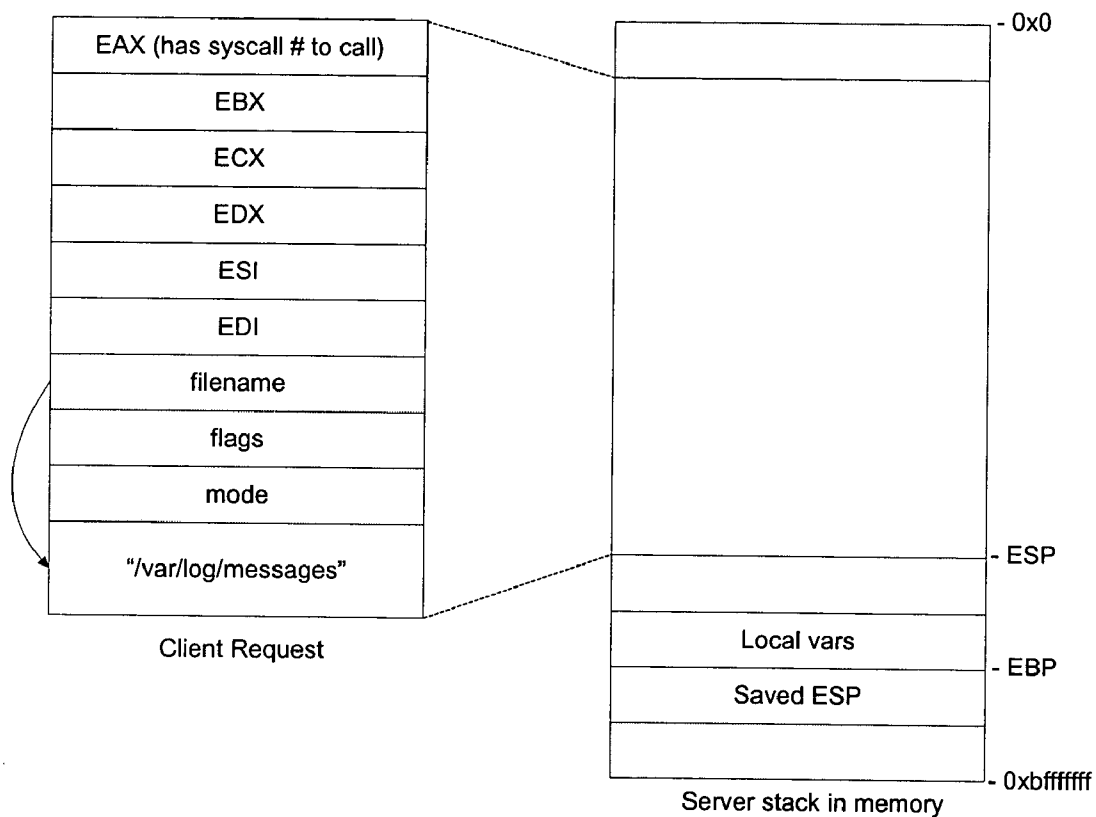 EAX (has syscall # to call)
EBX
ECX
EDX
ESI
EDI
filename
flags
mode
“/var/log/messages”
Client Request
- 0x0
- ESP
Local vars
- EBP
Saved ESP
- 0xbfffffff
Server stack in memory